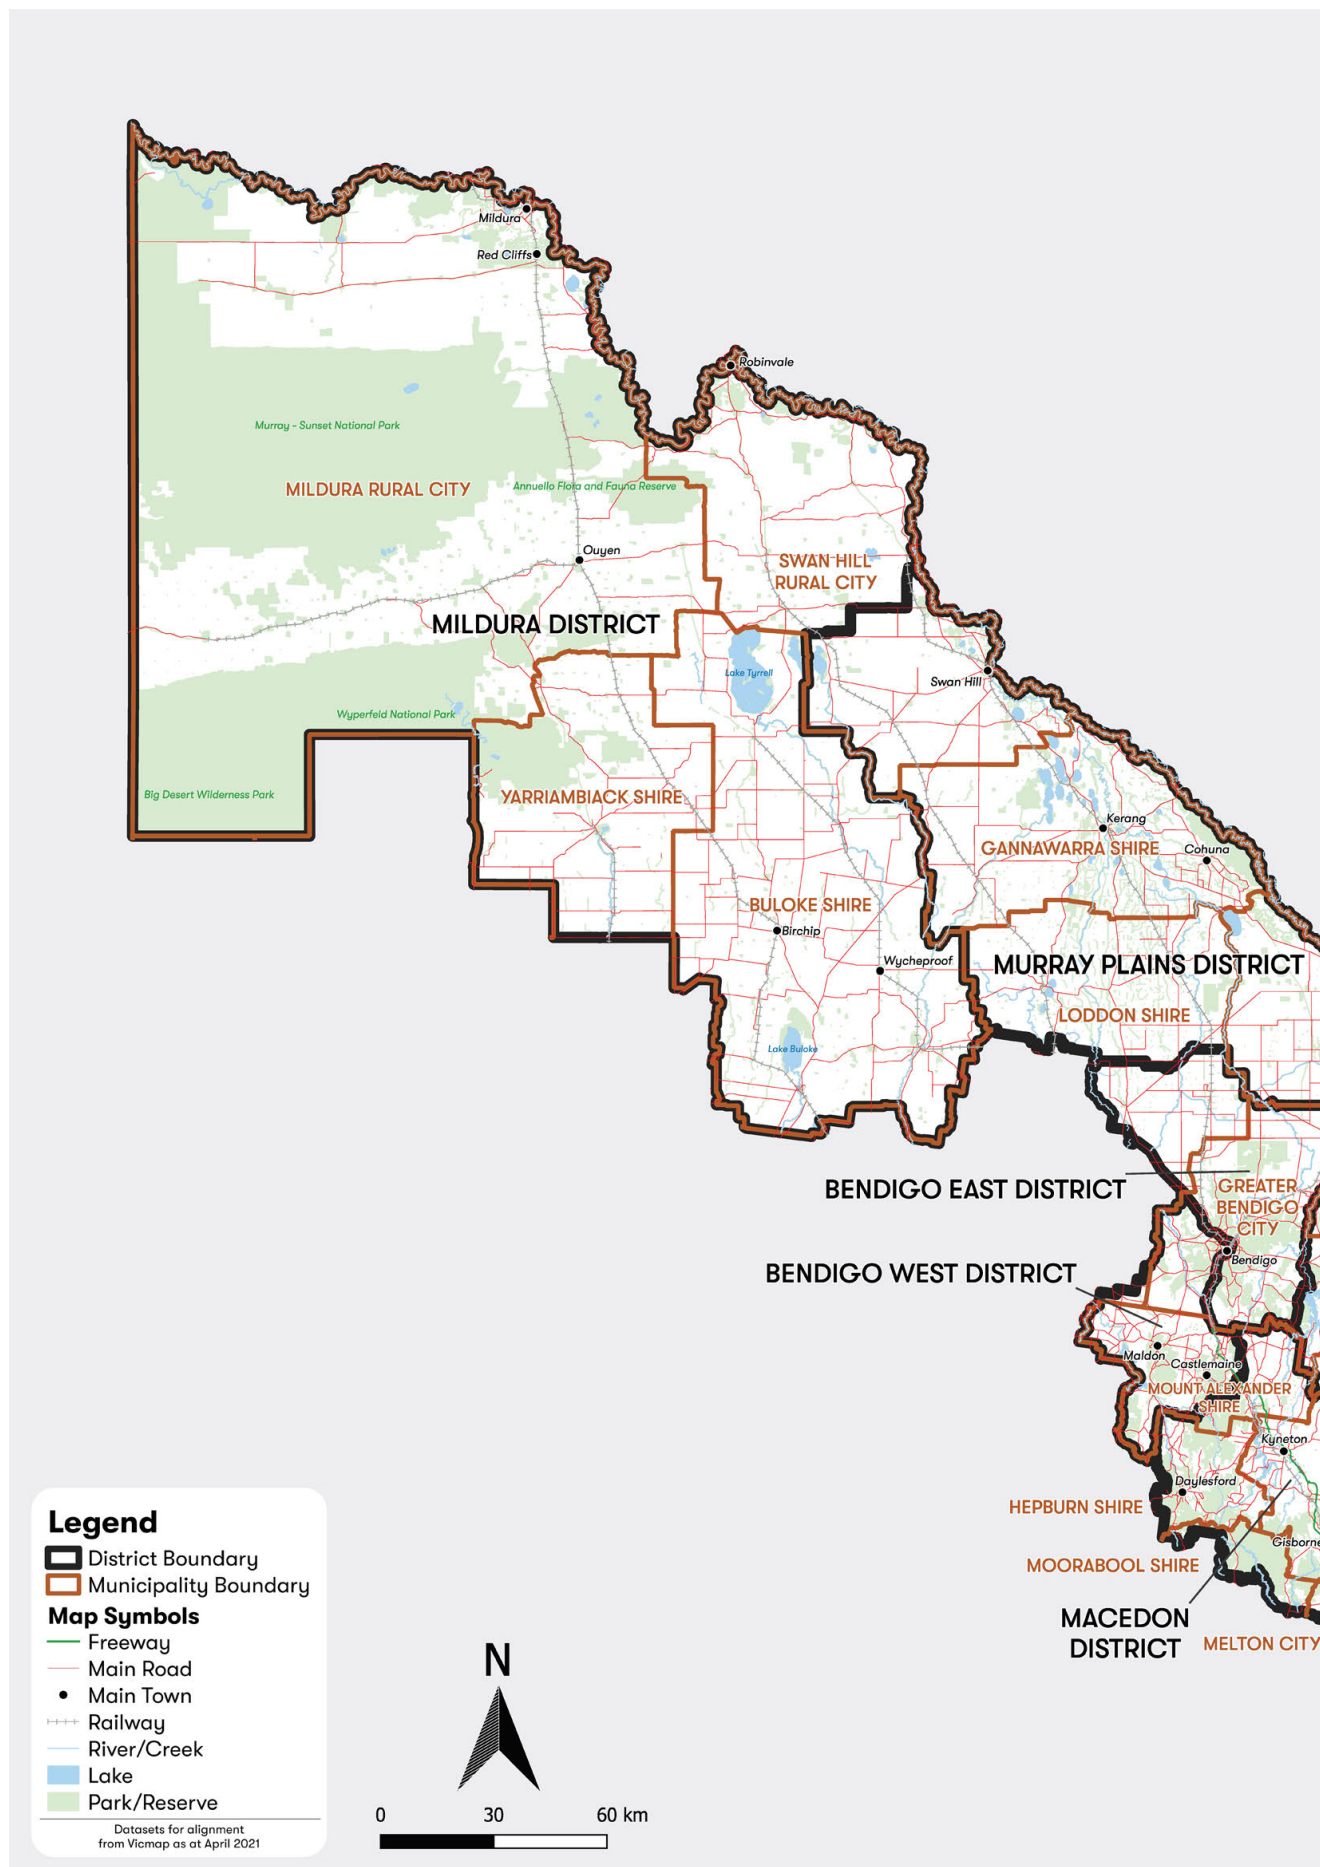 Mildura
Red Cliffs
Robinvale
Murray - Sunset National Park
MILDURA RURAL CITY
Annuello Flora and Fauna Reserve
Ouyen
SWAN HILL
RURAL CITY
MILDURA DISTRICT
Lake Tyrrell
Swan Hill
Wyperfeld National Park
Big Desert Wilderness Park
YARRIAMBIACK SHIRE
Kerang
GANNAWARRA SHIRE
Cohuna
BULOKE SHIRE
Birchip
Wycheproof
MURRAY PLAINS DISTRICT
LODDON SHIRE
Lake Buloke
BENDIGO EAST DISTRICT
GREATER
BENDIGO
CITY
Bendigo
BENDIGO WEST DISTRICT
Maldon
Castlemaine
MOUNT ALEXANDER
SHIRE
Kyneton
Daylesford
HEPBURN SHIRE
Gisborne
MOORABOOL SHIRE
MACEDON
DISTRICT
MELTON CITY
Legend
District Boundary
Municipality Boundary
Map Symbols
Freeway
Main Road
Main Town
Railway
River/Creek
Lake
Park/Reserve
Datasets for alignment
from Vicmap as at April 2021
N
0 30 60 km